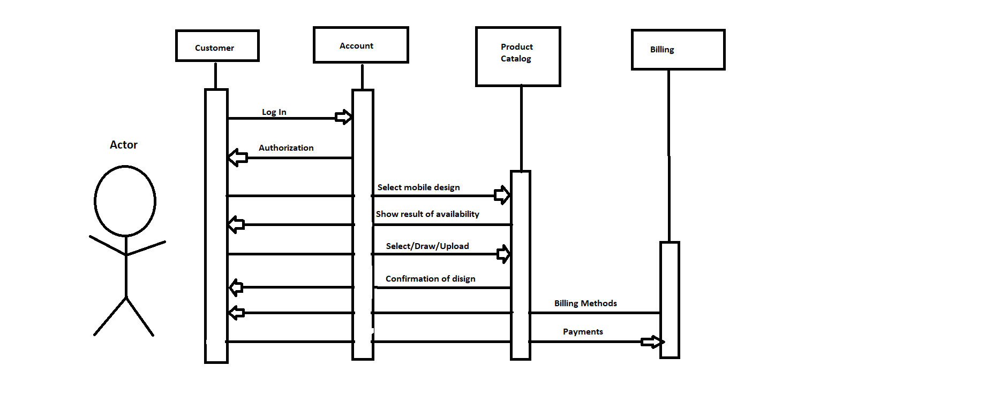 Customer
Account
Product
Catalog
Billing
Log In
Actor
Authorization
Select mobile design
Show result of availability
Select/Draw/Upload
Confirmation of disign
Billing Methods
Payments